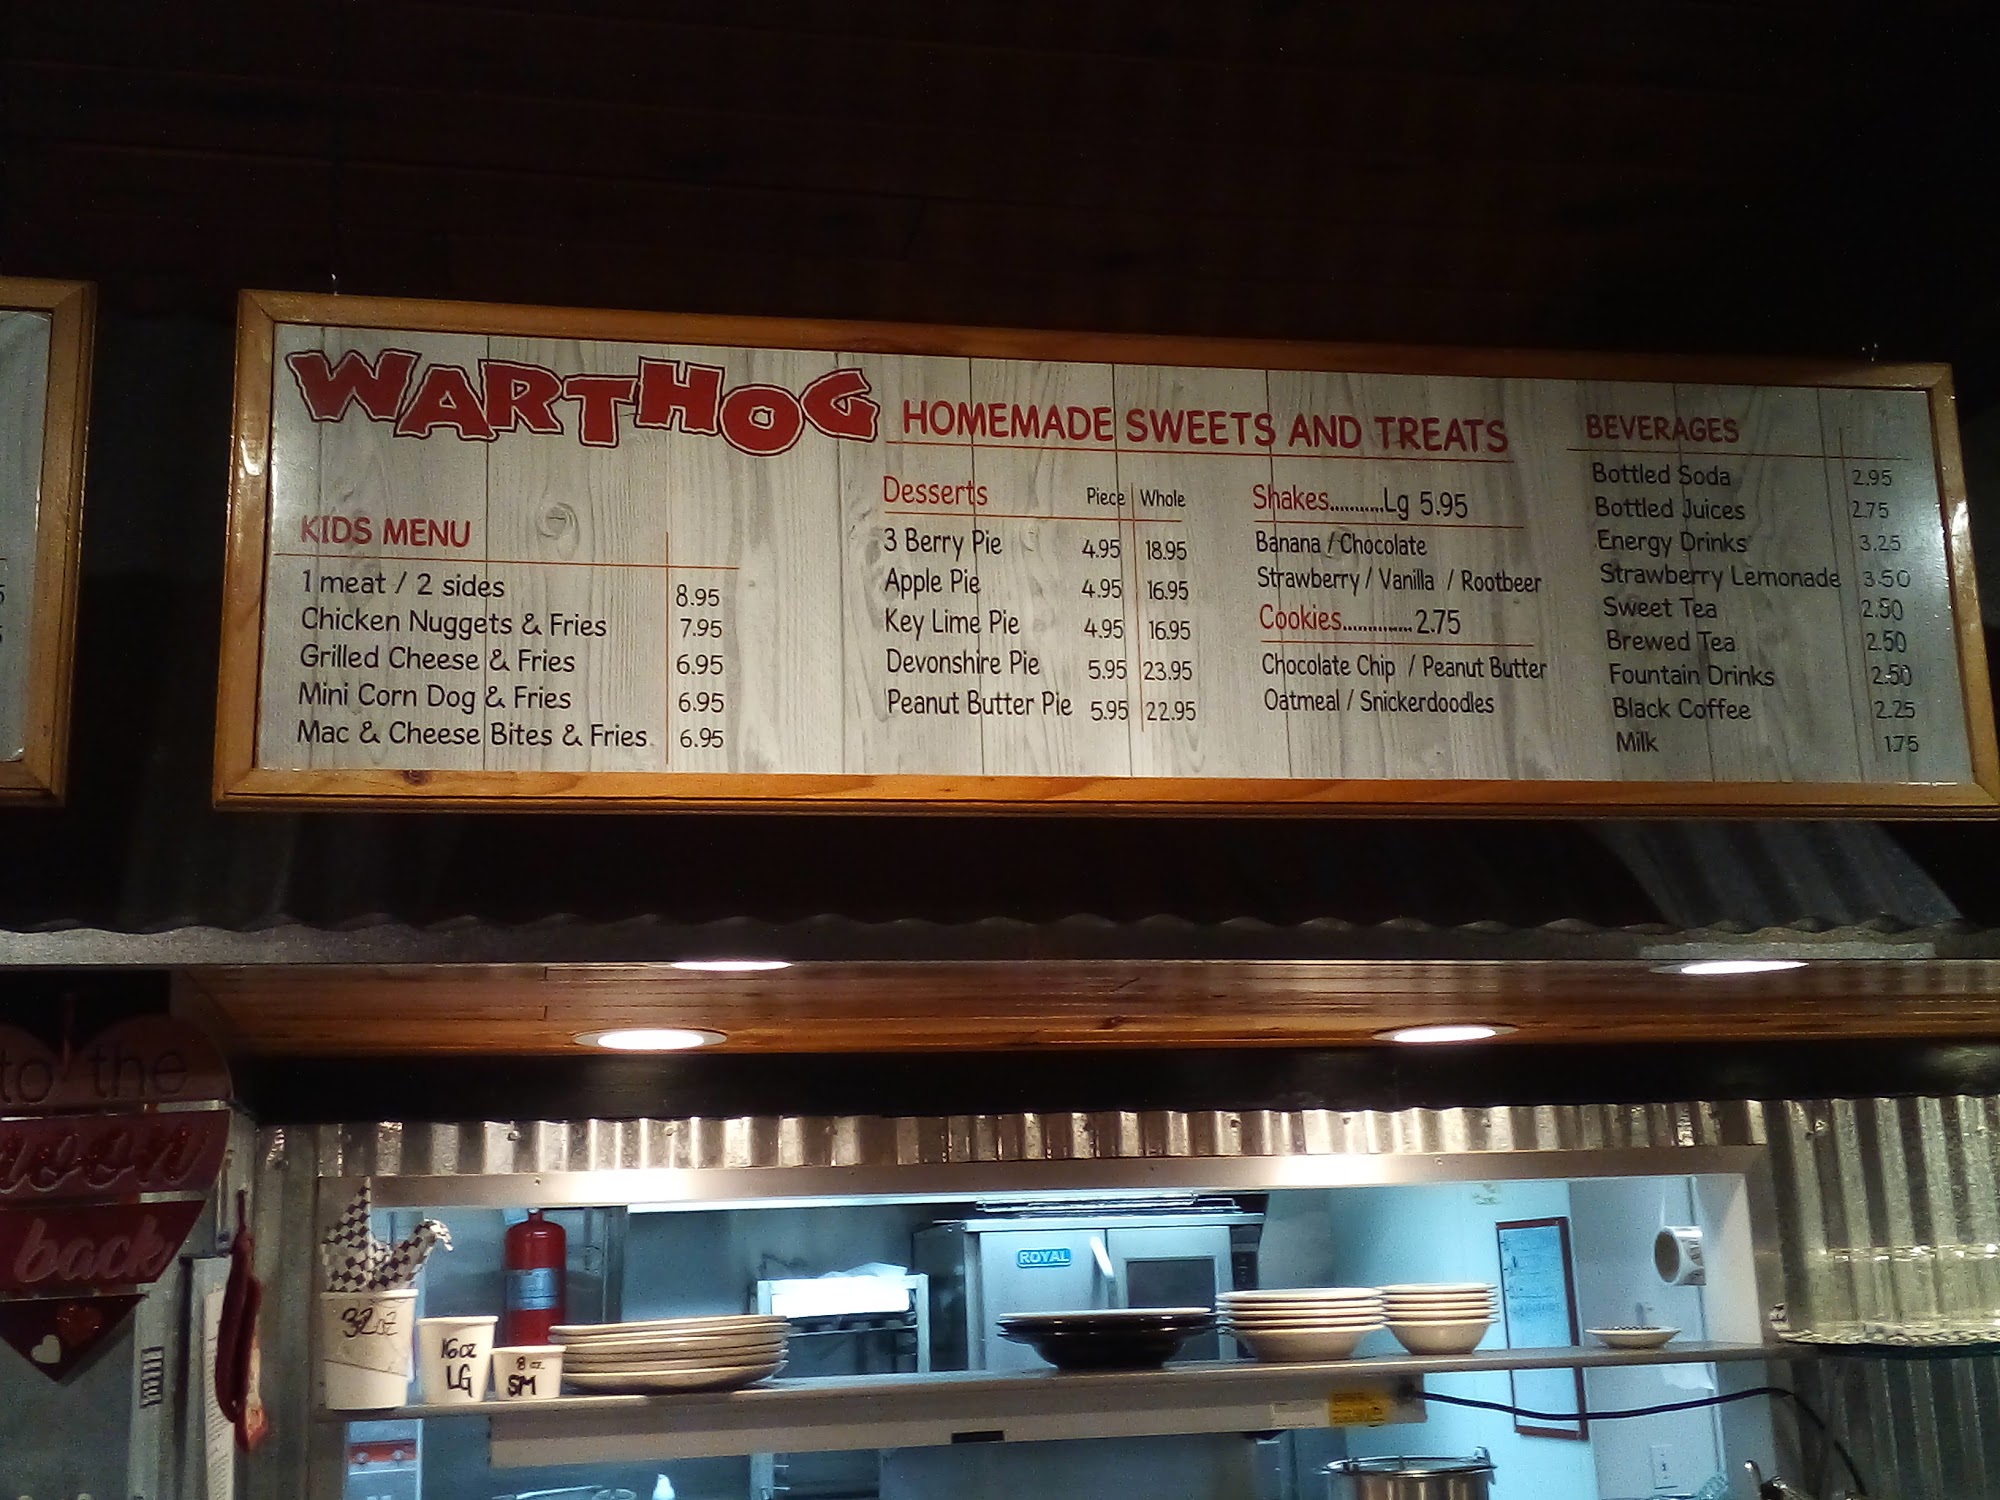 WARTHOG
KIDS MENU
1 meat / 2 sides 8.95
Chicken Nuggets & Fries 7.95
Grilled Cheese & Fries 6.95
Mini Corn Dog & Fries 6.95
Mac & Cheese Bites & Fries 6.95
HOMEMADE SWEETS AND TREATS
Desserts Piece Whole
3 Berry Pie 4.95 18.95
Apple Pie 4.95 16.95
Key Lime Pie 4.95 16.95
Devonshire Pie 5.95 23.95
Peanut Butter Pie 5.95 22.95
Shakes...........Lg 5.95
Banana / Chocolate
Strawberry / Vanilla / Rootbeer
Cookies..............2.75
Chocolate Chip / Peanut Butter
Oatmeal / Snickerdoodles
BEVERAGES
Bottled Soda 2.95
Bottled Juices 2.75
Energy Drinks 3.25
Strawberry Lemonade 3.50
Sweet Tea 2.50
Brewed Tea 2.50
Fountain Drinks 2.50
Black Coffee 2.25
Milk 1.75
to the
moon
back
ROYAL
32oz
16oz
LG
8 oz
SM